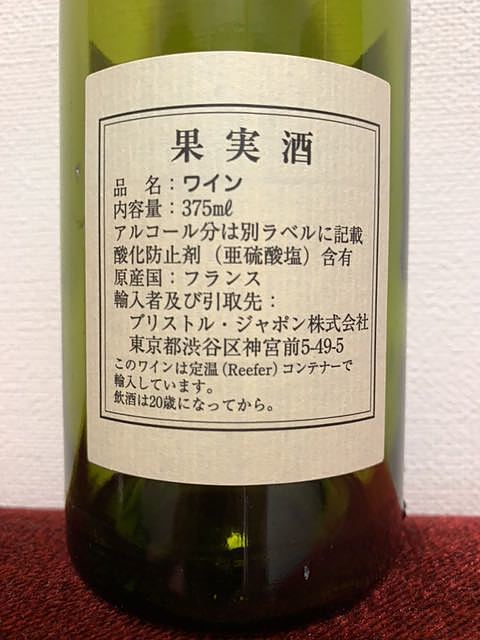 果実酒
品 名：ワイン
内容量：375mℓ
アルコール分は別ラベルに記載
酸化防止剤（亜硫酸塩）含有
原産国：フランス
輸入者及び引取先：
ブリストル・ジャポン株式会社
東京都渋谷区神宮前5-49-5
このワインは定温(Reefer)コンテナーで
輸入しています。
飲酒は20歳になってから。